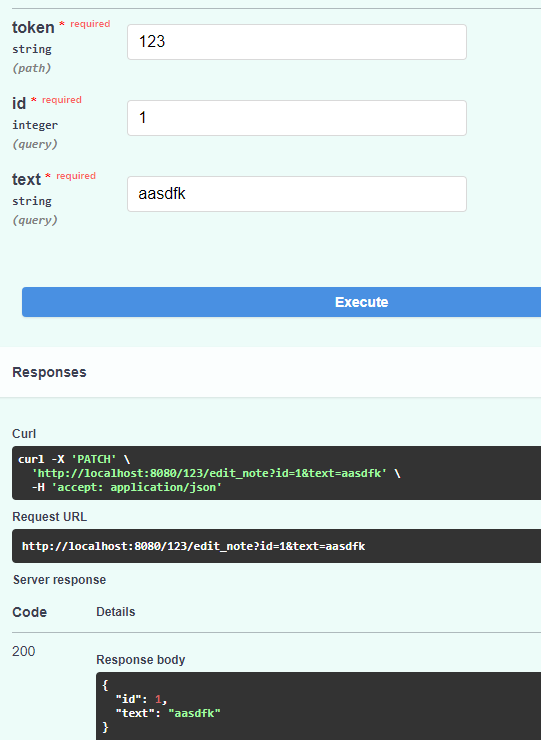 token * required
string
(path)
123
id * required
integer
(query)
1
text * required
string
(query)
aasdfk
Execute
Responses
Curl
curl -X 'PATCH' \
'http://localhost:8080/123/edit_note?id=1&text=aasdfk' \
-H 'accept: application/json'
Request URL
http://localhost:8080/123/edit_note?id=1&text=aasdfk
Server response
Code Details
200
Response body
{
"id": 1,
"text": "aasdfk"
}